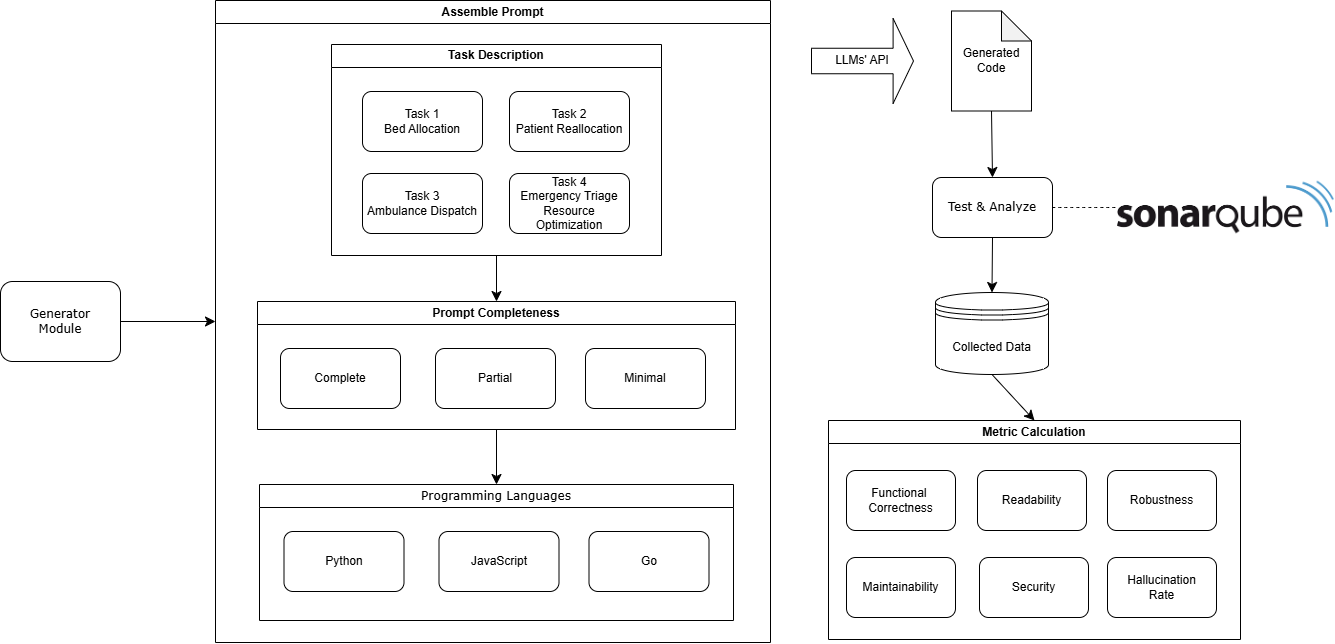 Assemble Prompt
Task Description
Task 1
Bed Allocation
Task 2
Patient Reallocation
Task 3
Ambulance Dispatch
Task 4
Emergency Triage
Resource
Optimization
Generator
Module
Prompt Completeness
Complete
Partial
Minimal
Programming Languages
Python
JavaScript
Go
LLMs' API
Generated
Code
Test & Analyze
sonarqube
Collected Data
Metric Calculation
Functional
Correctness
Readability
Robustness
Maintainability
Security
Hallucination
Rate